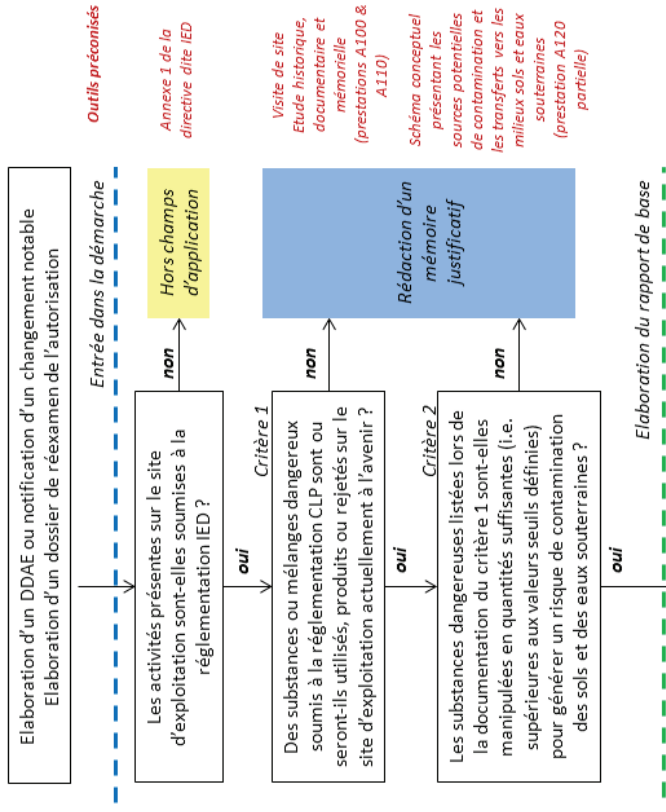 Elaboration d'un DDAE ou notification d'un changement notable
Elaboration d'un dossier de réexamen de l'autorisation
Outils préconisés
Entrée dans la démarche
Les activités présentes sur le site
d'exploitation sont-elles soumises à la
réglementation IED ?
non
Hors champs
d'application
Annexe 1 de la
directive dite IED
oui
Critère 1
Des substances ou mélanges dangereux
soumis à la réglementation CLP sont ou
seront-ils utilisés, produits ou rejetés sur le
site d'exploitation actuellement à l'avenir ?
non
Rédaction d'un
mémoire
justificatif
Visite de site
Etude historique,
documentaire et
mémorielle
(prestations A100 &
A110)
oui
Critère 2
Les substances dangereuses listées lors de
la documentation du critère 1 sont-elles
manipulées en quantités suffisantes (i.e.
supérieures aux valeurs seuils définies)
pour générer un risque de contamination
des sols et des eaux souterraines ?
non
Schéma conceptuel
présentant les
sources potentielles
de contamination et
les transferts vers les
milieux sols et eaux
souterraines
(prestation A120
partielle)
oui
Elaboration du rapport de base